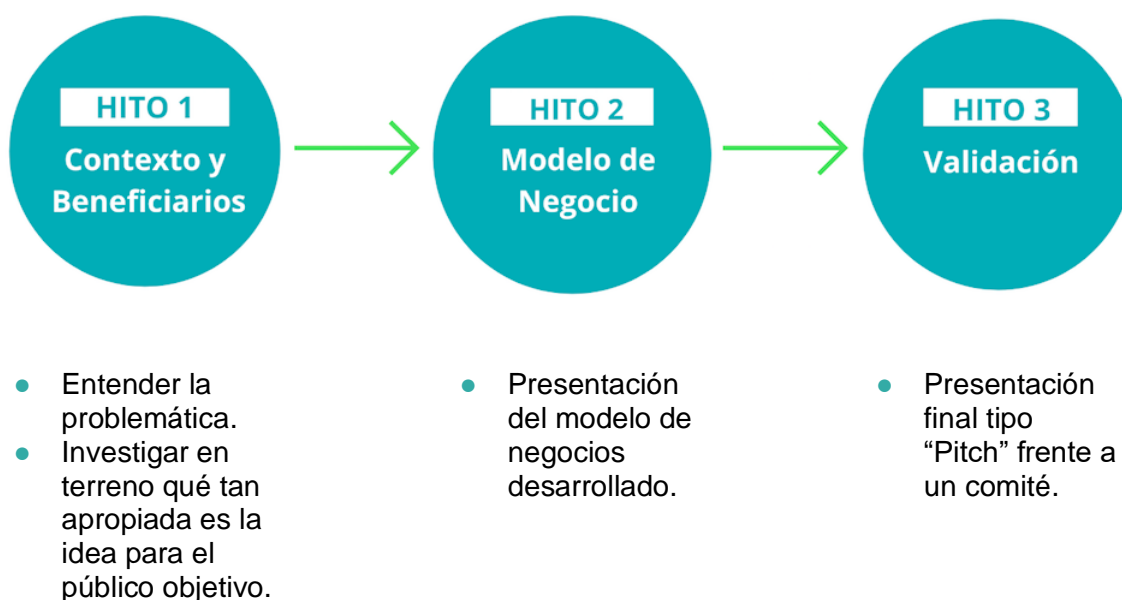 HITO 1
Contexto y
Beneficiarios
HITO 2
Modelo de
Negocio
HITO 3
Validación
● Entender la
problemática.
● Investigar en
terreno qué tan
apropiada es la
idea para el
público objetivo.
● Presentación
del modelo de
negocios
desarrollado.
● Presentación
final tipo
“Pitch” frente a
un comité.